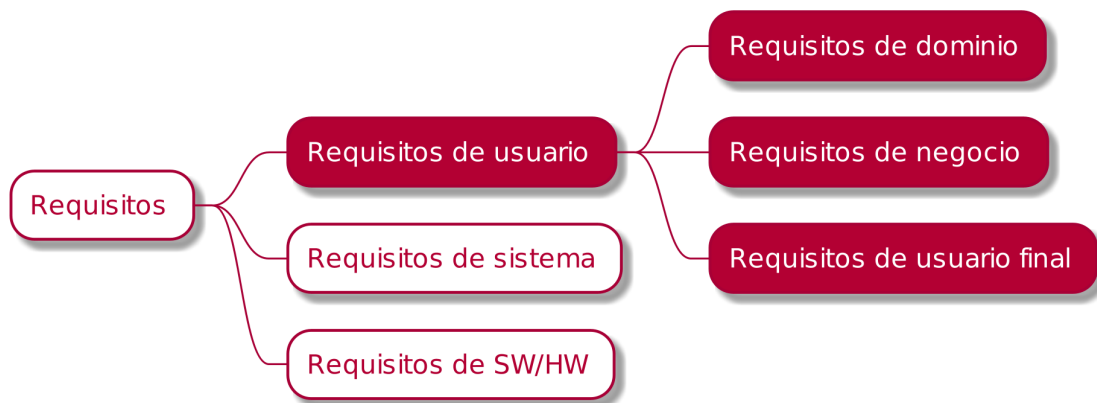 Requisitos
Requisitos de usuario
Requisitos de dominio
Requisitos de negocio
Requisitos de usuario final
Requisitos de sistema
Requisitos de SW/HW